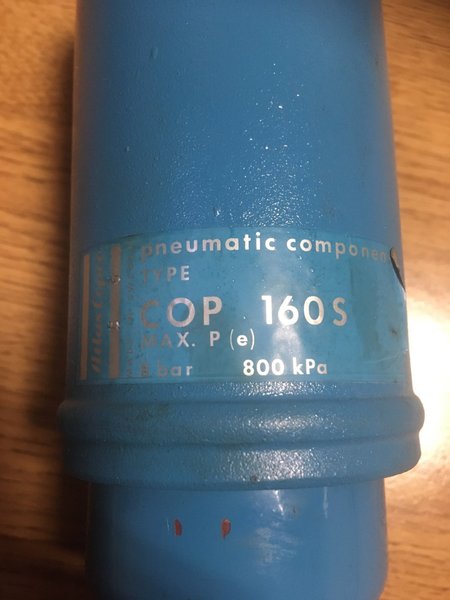 pneumatic componen
TYPE
COP 160S
MAX. P (e)
8 bar 800 kPa